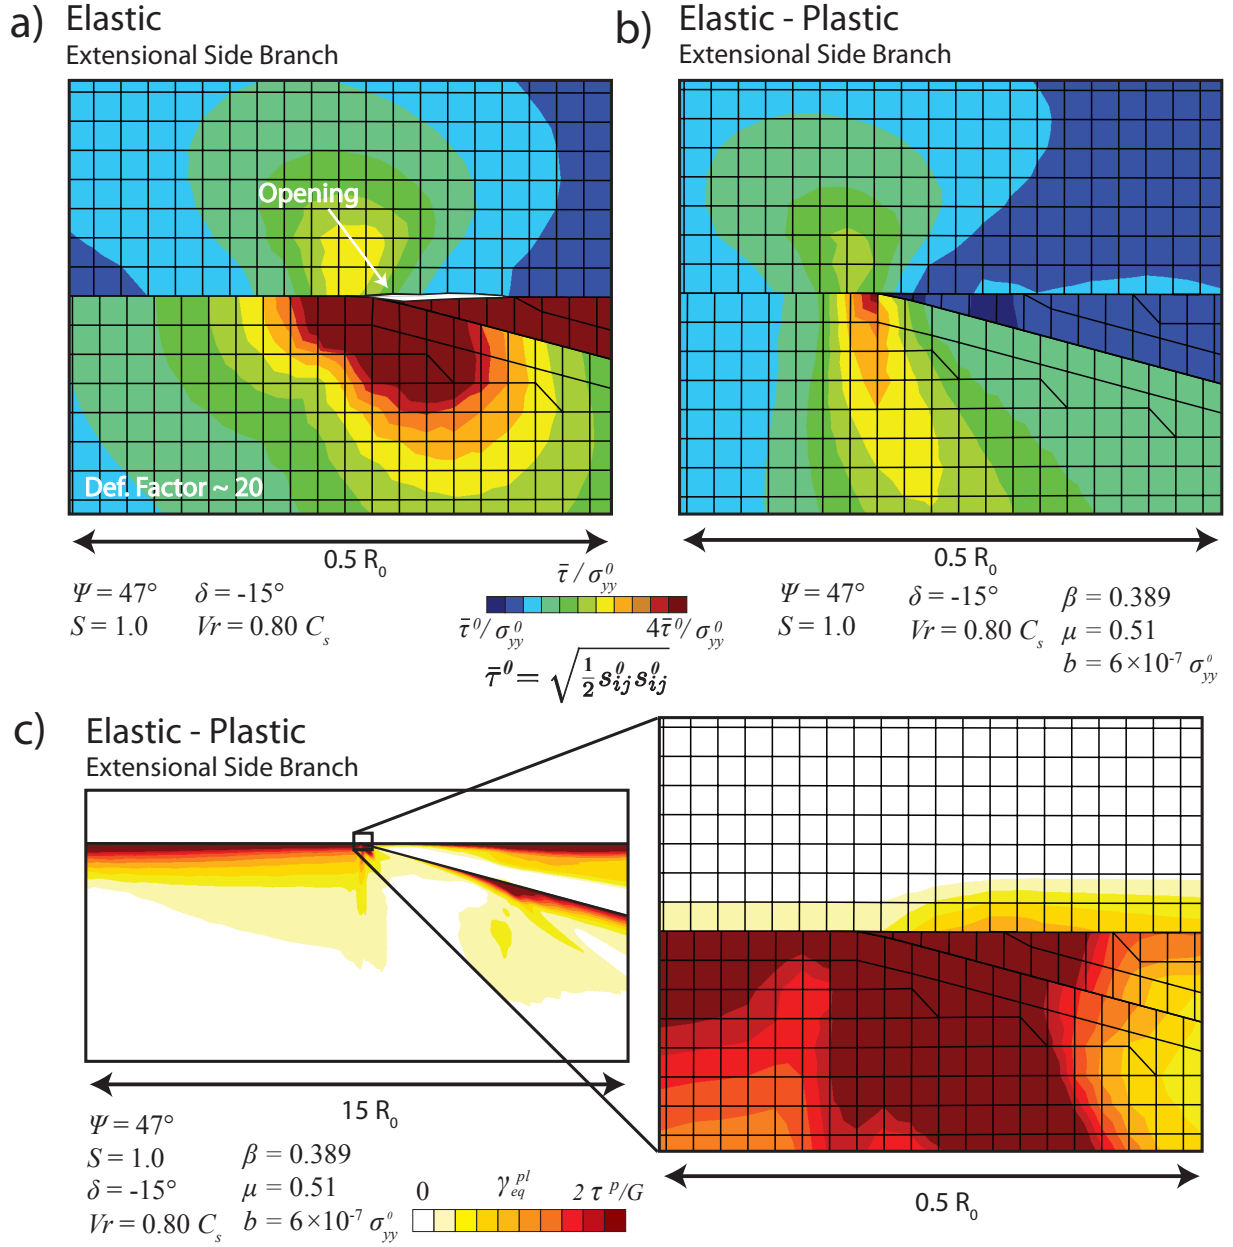 a) Elastic
Extensional Side Branch
Opening
Def. Factor ~ 20
0.5 R₀
Ψ = 47° δ = -15°
S = 1.0 Vr = 0.80 Cₛ
b) Elastic - Plastic
Extensional Side Branch
0.5 R₀
Ψ = 47° δ = -15° β = 0.389
S = 1.0 Vr = 0.80 Cₛ μ = 0.51
b = 6×10⁻⁷ σ⁰yy
τ̄ / σ⁰yy
τ̄⁰/σ⁰yy 4τ̄⁰/σ⁰yy
τ̄⁰ = √(½ s⁰ij s⁰ij)
c) Elastic - Plastic
Extensional Side Branch
15 R₀
Ψ = 47°
S = 1.0 β = 0.389
δ = -15° μ = 0.51
Vr = 0.80 Cₛ b = 6×10⁻⁷ σ⁰yy
0 γᵖˡeq 2 τᵖ/G
0.5 R₀